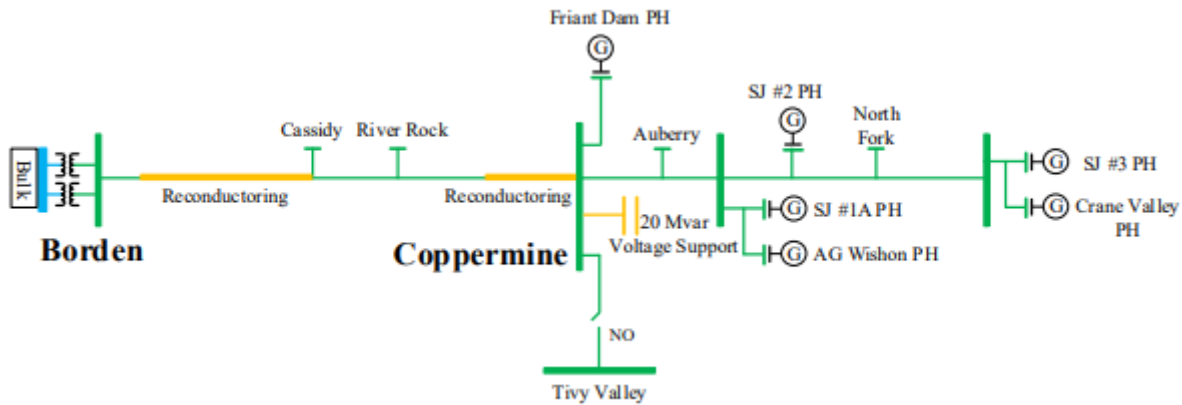 Friant Dam PH
G
SJ #2 PH
G
North
Fork
Cassidy
River Rock
Auberry
Bulk
Reconductoring
Reconductoring
G
SJ #3 PH
G
Crane Valley
PH
G
SJ #1A PH
20 Mvar
Voltage Support
G
AG Wishon PH
Borden
Coppermine
NO
Tivy Valley